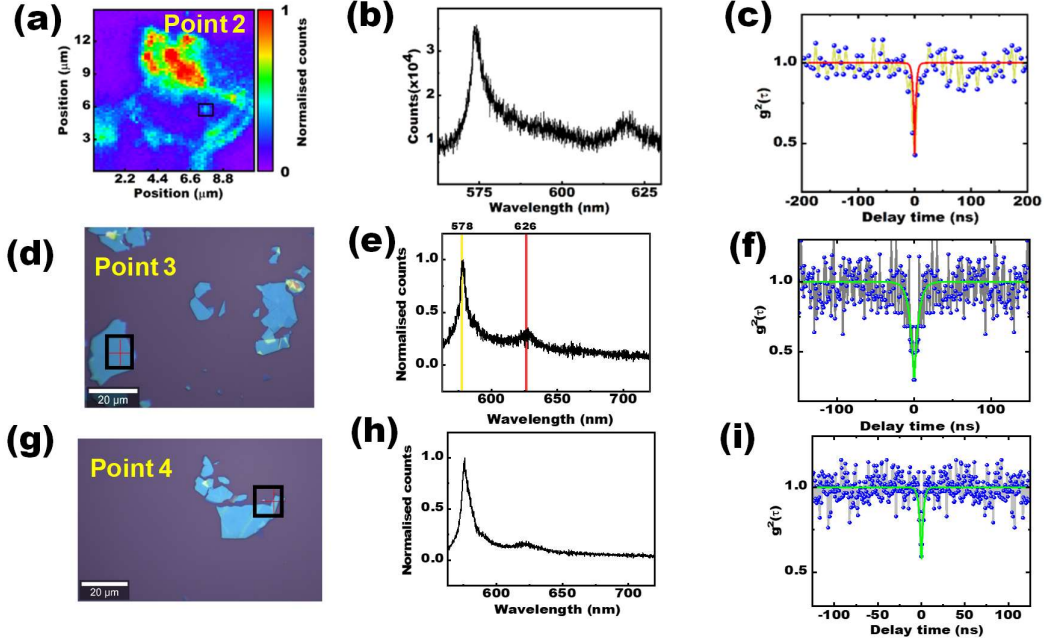 (a)
Point 2
12
9
6
3
Position (µm)
2.2 4.4 6.6 8.8
Position (µm)
1
0
Normalised counts
(b)
3
2
1
Counts(x10⁴)
575 600 625
Wavelength (nm)
(c)
1.0
0.5
g²(τ)
-200 -100 0 100 200
Delay time (ns)
(d)
Point 3
20 µm
(e)
578 626
1.0
0.5
0.0
Normalised counts
600 650 700
Wavelength (nm)
(f)
1.0
0.5
g²(τ)
-100 0 100
Delay time (ns)
(g)
Point 4
20 µm
(h)
1.0
0.5
0.0
Normalised counts
600 650 700
Wavelength (nm)
(i)
1.0
0.5
g²(τ)
-100 -50 0 50 100
Delay time (ns)